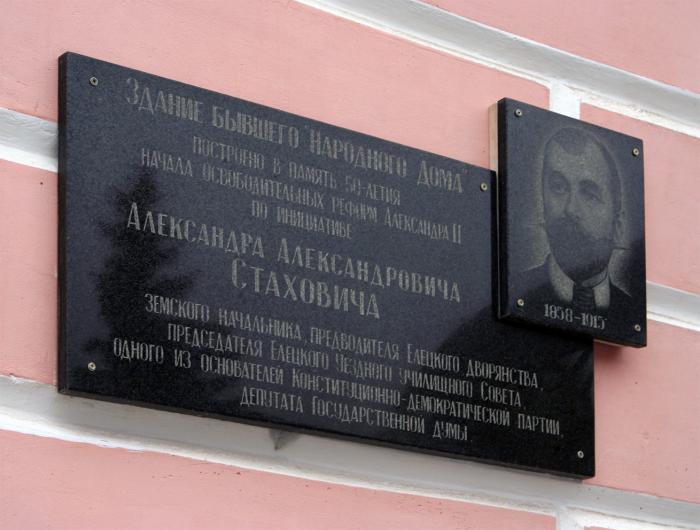 Здание бывшего "Народного Дома"
построено в память 50-летия
начала освободительных реформ Александра II
по инициативе
Александра Александровича
Стаховича
земского начальника, предводителя Елецкого дворянства,
председателя Елецкого Уездного училищного Совета,
одного из основателей Конституционно-демократической партии,
депутата Государственной Думы.
1858-1915